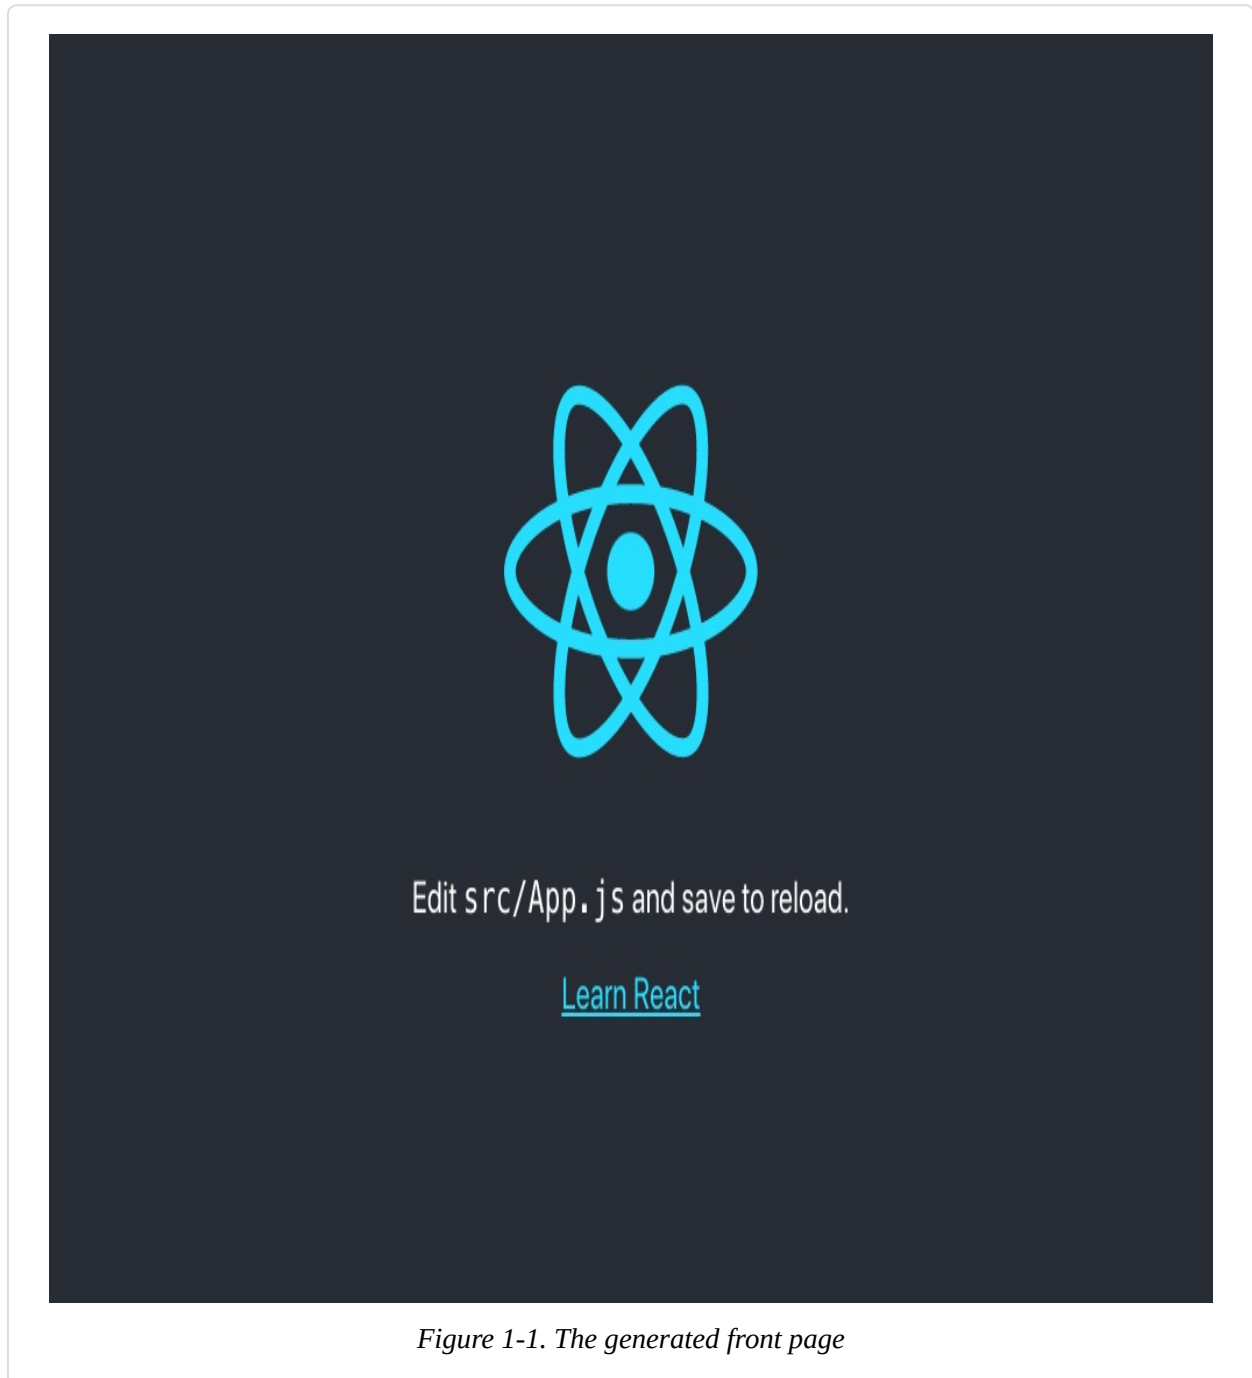 Edit src/App.js and save to reload.
Learn React
Figure 1-1. The generated front page